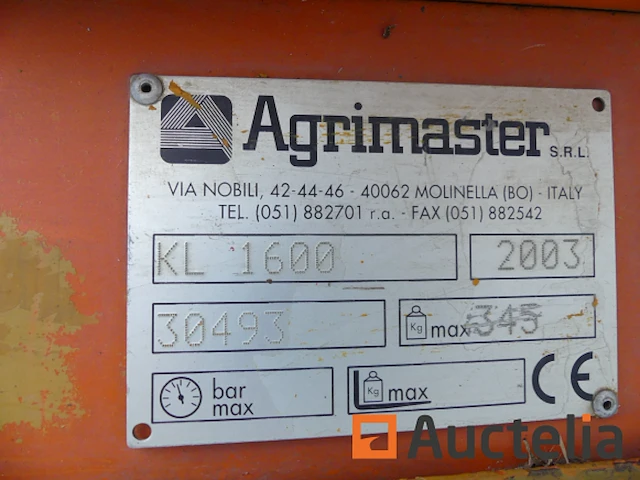 Agrimaster S.R.L.
VIA NOBILI, 42-44-46 - 40062 MOLINELLA (BO) - ITALY
TEL. (051) 882701 r.a. - FAX (051) 882542
KL 1600 2003
30493 Kg max 345
bar max Kg max CE
Auctelia